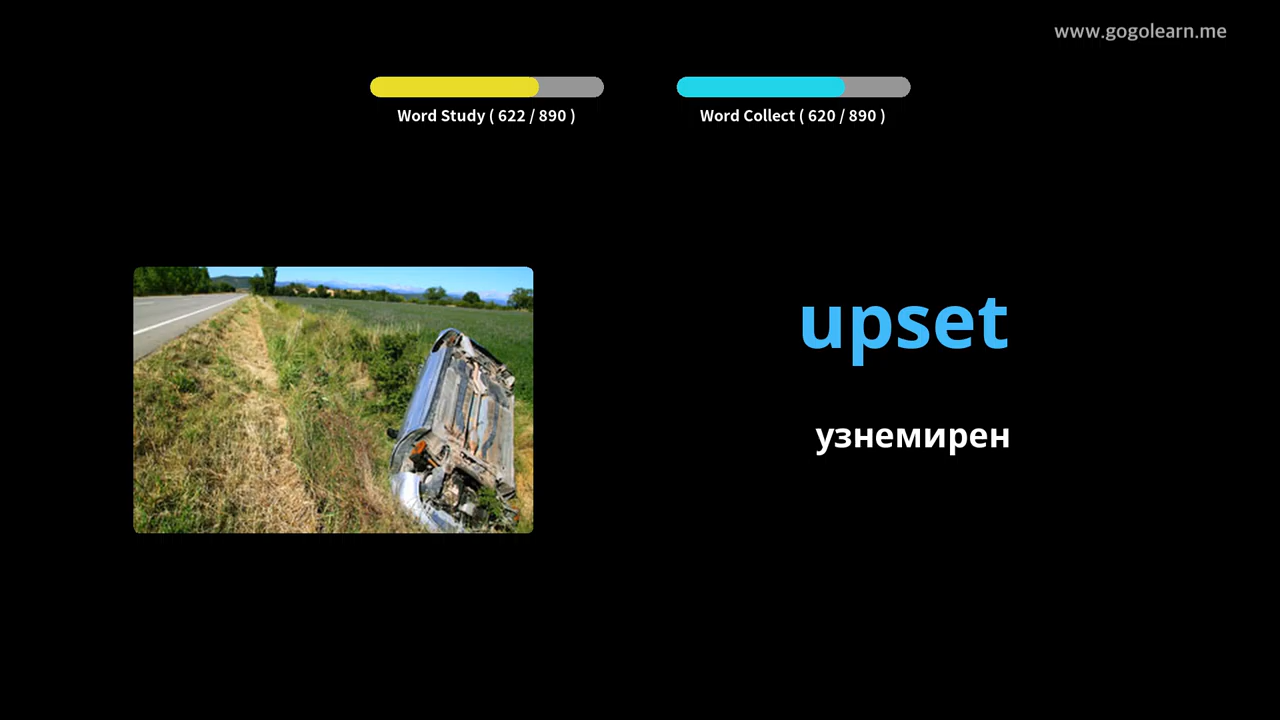 www.gogolearn.me
Word Study ( 622 / 890 )
Word Collect ( 620 / 890 )
upset
узнемирен